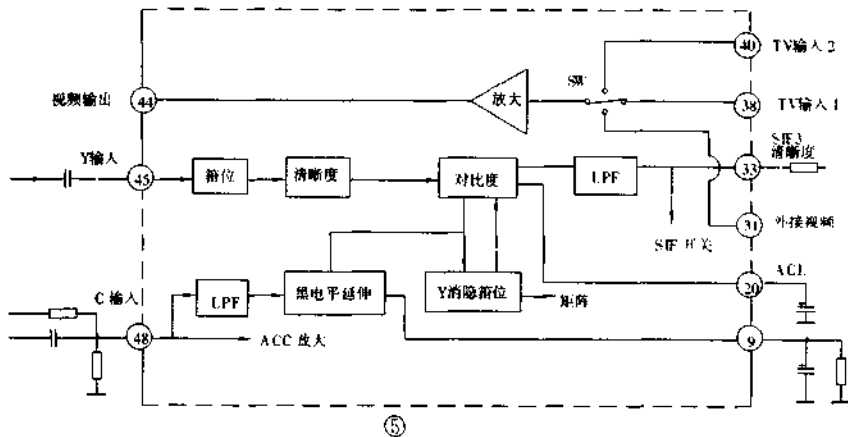 40
TV输入2
SW
视频输出
44
放大
38
TV输入1
Y输入
SIF3
清晰度
45
箝位
清晰度
对比度
LPF
33
31
外接视频
SIF开关
ACL
C输入
LPF
黑电平延伸
Y消隐箝位
矩阵
20
48
ACC放大
9
⑤